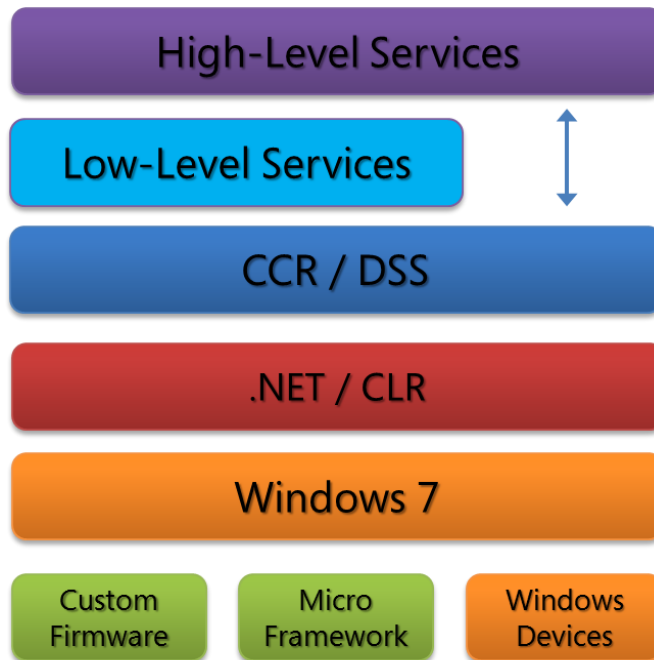 High-Level Services
Low-Level Services
CCR / DSS
.NET / CLR
Windows 7
Custom
Firmware
Micro
Framework
Windows
Devices